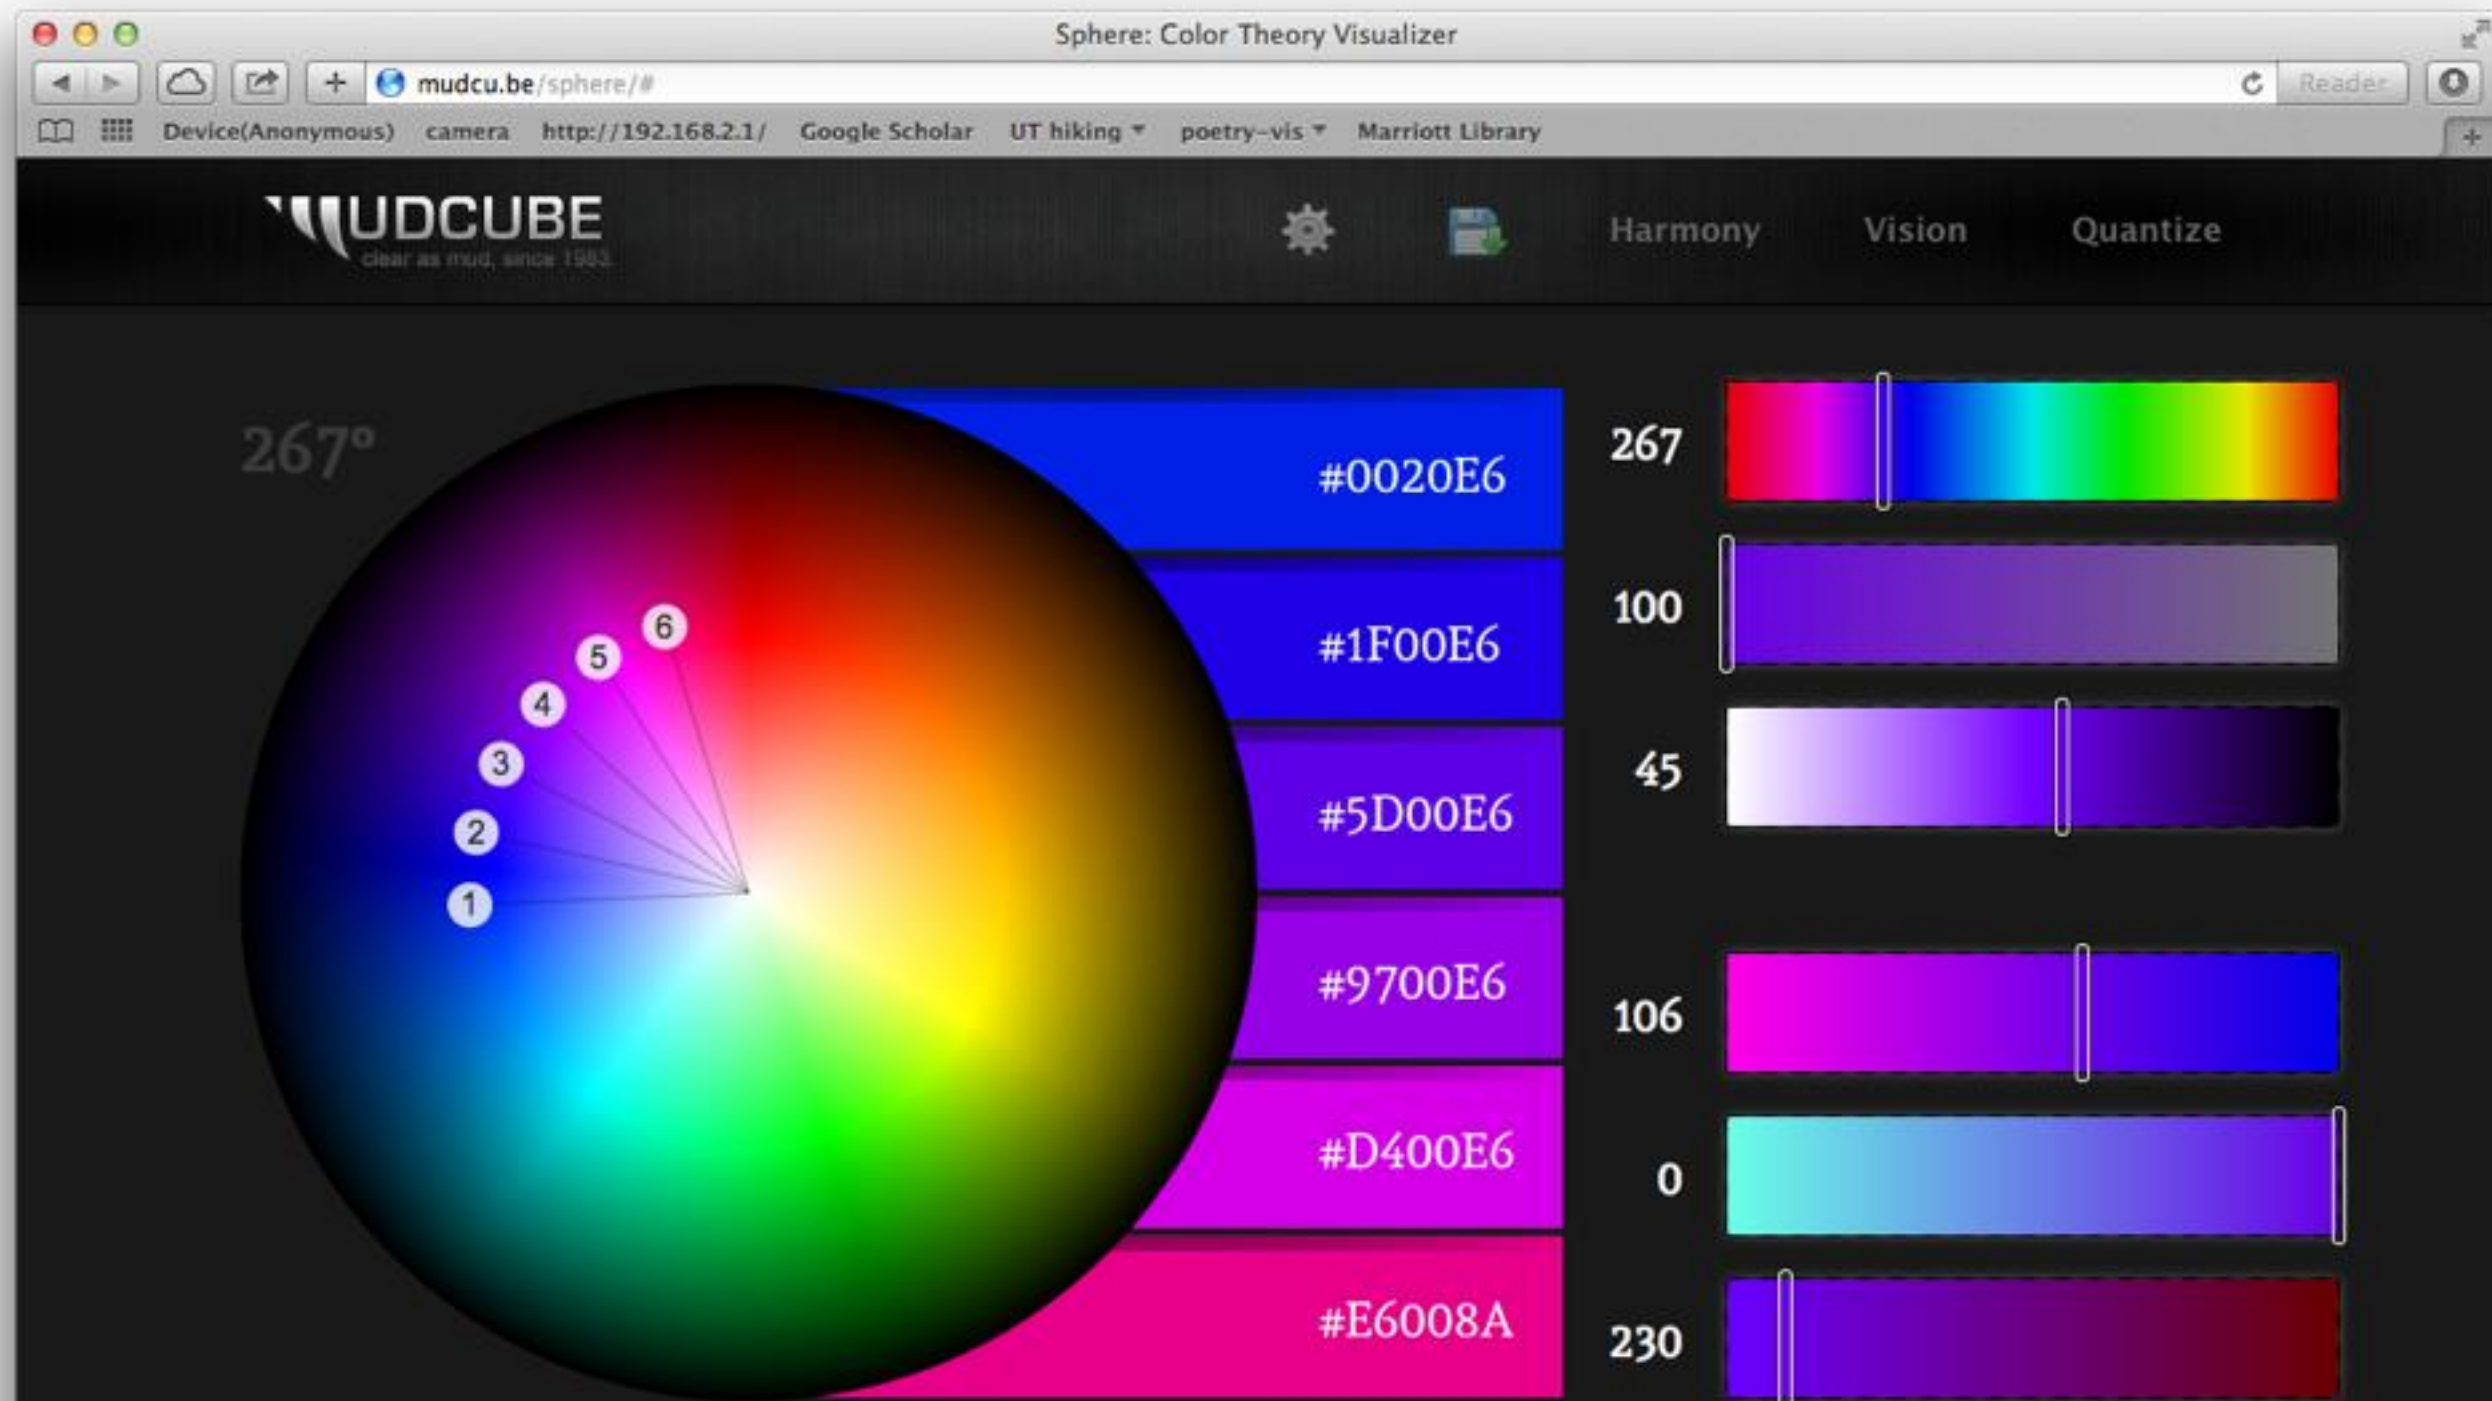 Sphere: Color Theory Visualizer
mudcu.be/sphere/#
Reader
Device(Anonymous) camera http://192.168.2.1/ Google Scholar UT hiking poetry-vis Marriott Library
MUDCUBE
clear as mud, since 1983.
Harmony Vision Quantize
267°
6
5
4
3
2
1
#0020E6
#1F00E6
#5D00E6
#9700E6
#D400E6
#E6008A
267
100
45
106
0
230